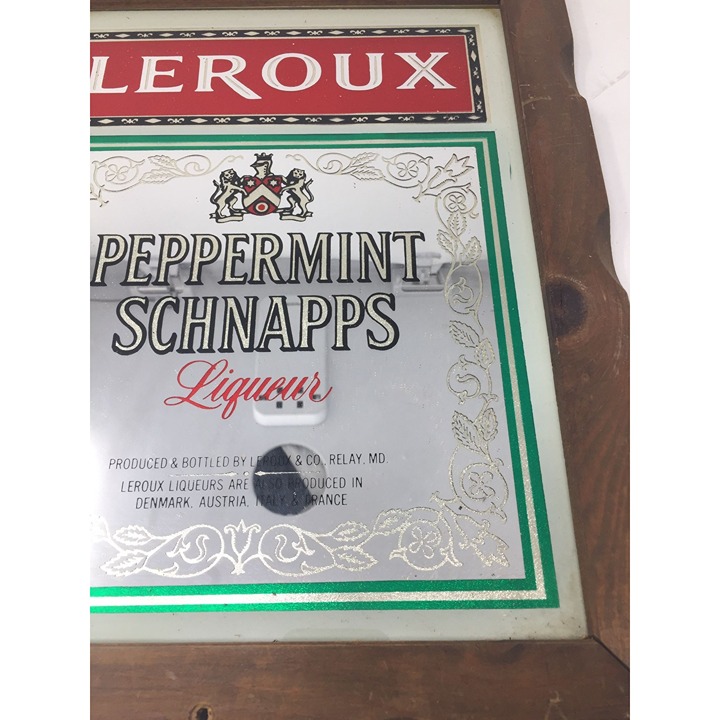 LEROUX
PEPPERMINT
SCHNAPPS
Liqueur
PRODUCED & BOTTLED BY LEROUX & CO., RELAY, MD.
LEROUX LIQUEURS ARE ALSO PRODUCED IN
DENMARK, AUSTRIA, ITALY & FRANCE